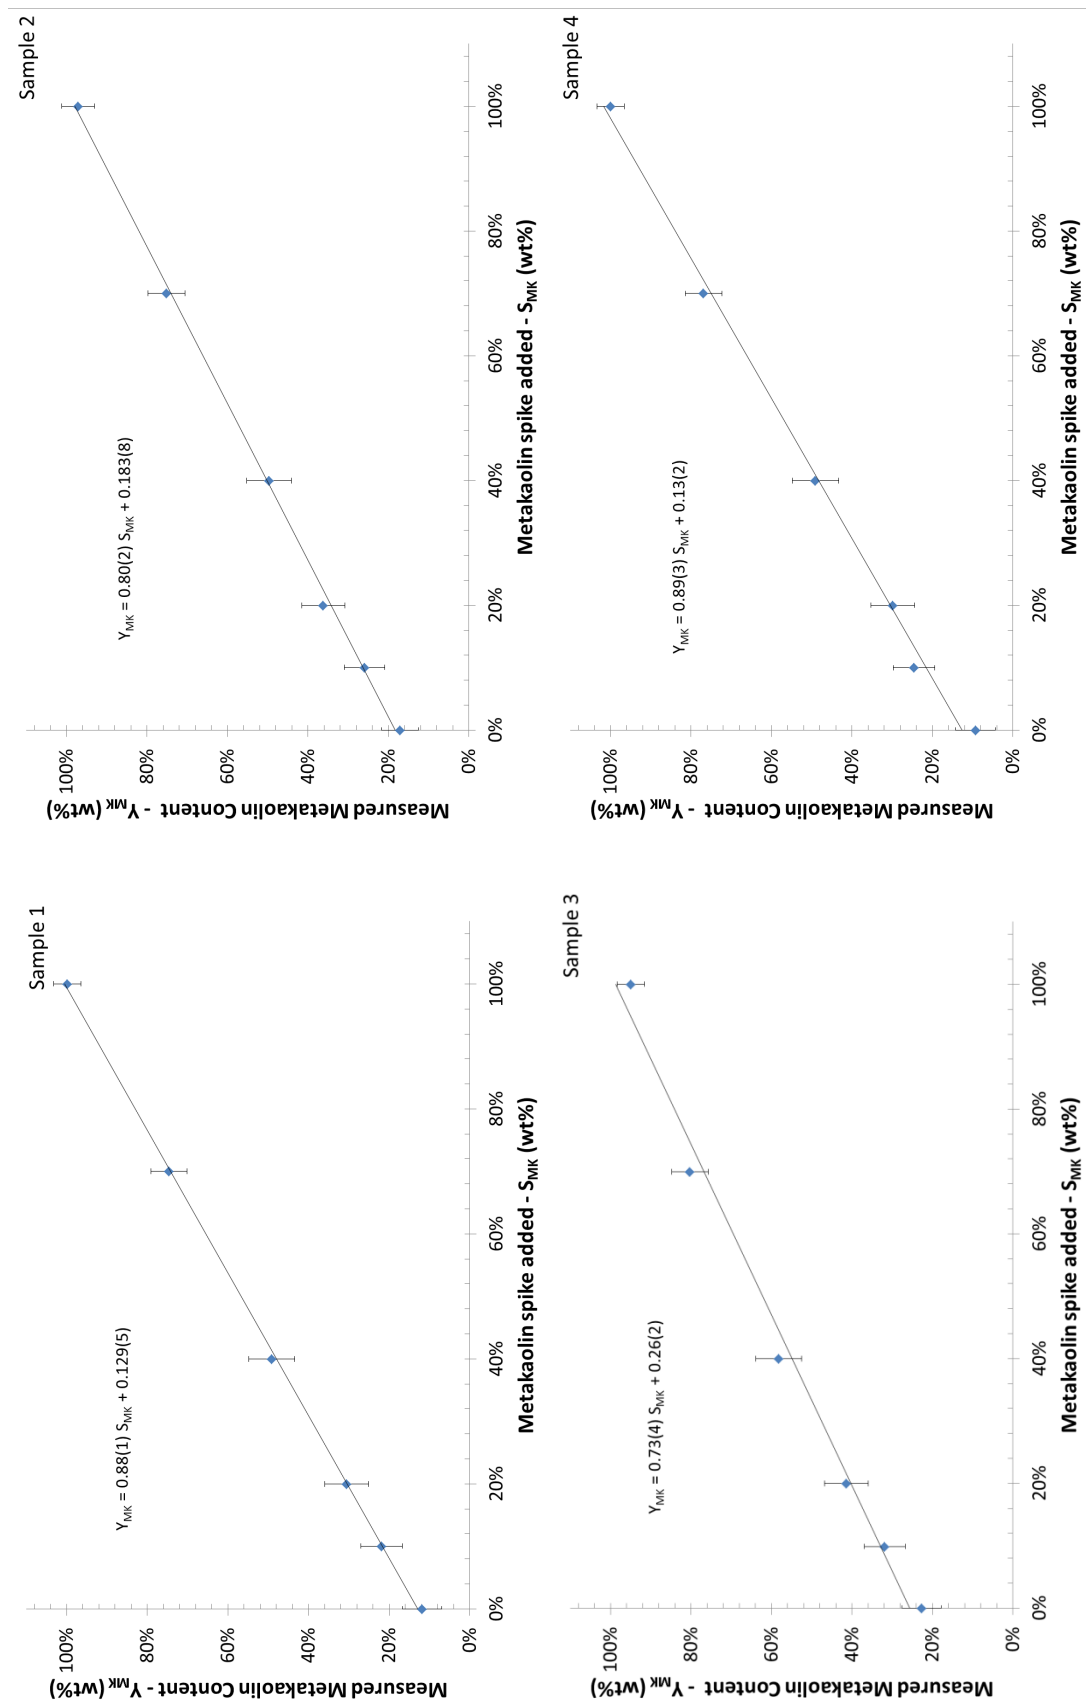 Sample 1
Y_MK = 0.88(1) S_MK + 0.129(5)
Measured Metakaolin Content - Y_MK (wt%)
100%
80%
60%
40%
20%
0%
0% 20% 40% 60% 80% 100%
Metakaolin spike added - S_MK (wt%)
Sample 2
Y_MK = 0.80(2) S_MK + 0.183(8)
Measured Metakaolin Content - Y_MK (wt%)
100%
80%
60%
40%
20%
0%
0% 20% 40% 60% 80% 100%
Metakaolin spike added - S_MK (wt%)
Sample 3
Y_MK = 0.73(4) S_MK + 0.26(2)
Measured Metakaolin Content - Y_MK (wt%)
100%
80%
60%
40%
20%
0%
0% 20% 40% 60% 80% 100%
Metakaolin spike added - S_MK (wt%)
Sample 4
Y_MK = 0.89(3) S_MK + 0.13(2)
Measured Metakaolin Content - Y_MK (wt%)
100%
80%
60%
40%
20%
0%
0% 20% 40% 60% 80% 100%
Metakaolin spike added - S_MK (wt%)